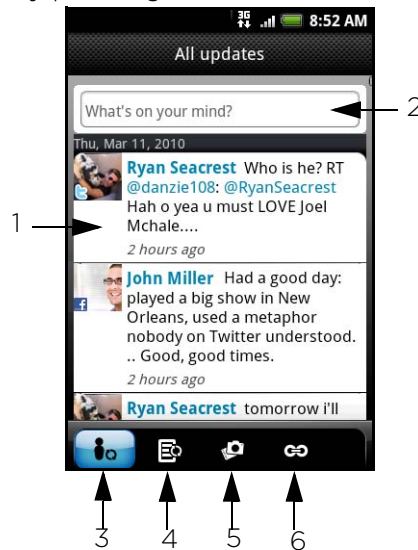 3G 8:52 AM
All updates
What's on your mind?
2
Thu, Mar 11, 2010
Ryan Seacrest Who is he? RT
@danzie108: @RyanSeacrest
Hah o yea u must LOVE Joel
Mchale....
1
2 hours ago
John Miller Had a good day:
played a big show in New
Orleans, used a metaphor
nobody on Twitter understood.
.. Good, good times.
2 hours ago
Ryan Seacrest tomorrow i'll
3 4 5 6